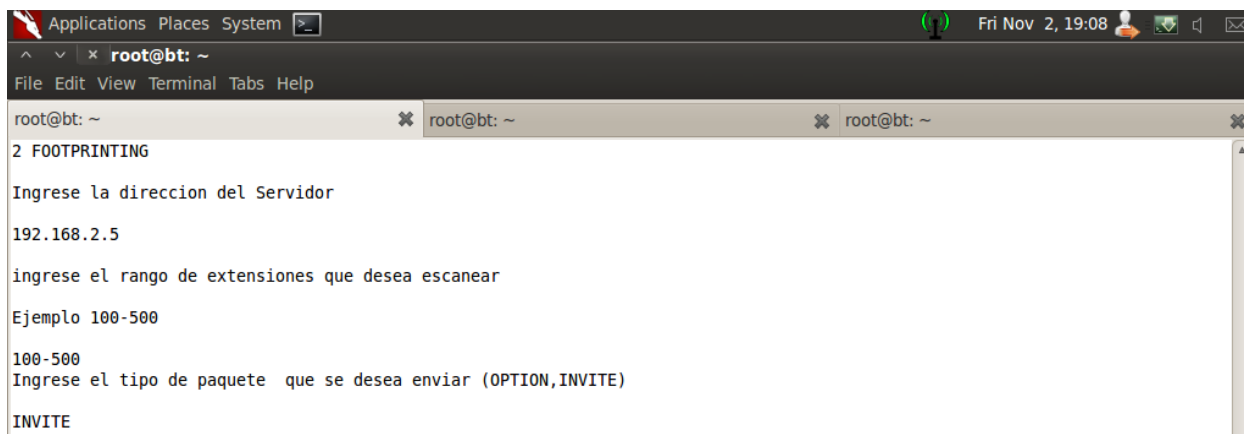 Applications Places System
Fri Nov 2, 19:08
root@bt: ~
File Edit View Terminal Tabs Help
root@bt: ~ root@bt: ~ root@bt: ~
2 FOOTPRINTING
Ingrese la direccion del Servidor
192.168.2.5
ingrese el rango de extensiones que desea escanear
Ejemplo 100-500
100-500
Ingrese el tipo de paquete  que se desea enviar (OPTION,INVITE)
INVITE